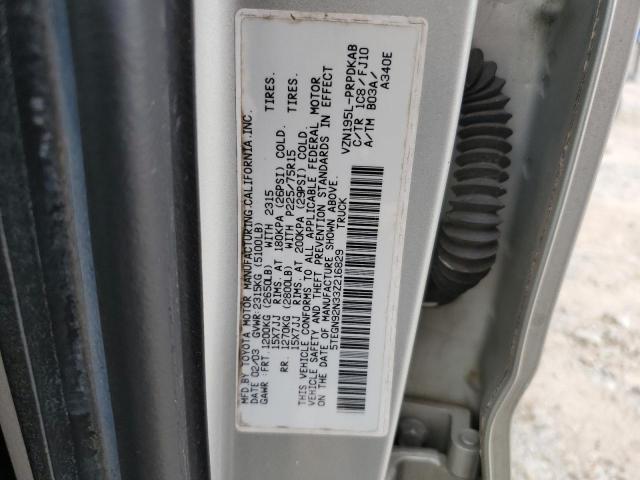 MFD.BY TOYOTA MOTOR MANUFACTURING CALIFORNIA,INC.
DATE 02/03 GVWR:2315KG(5100LB)
GAWR:FRT.1200KG (2650LB) WITH 2315 TIRES.
15X7JJ RIMS. AT 180KPA (26PSI) COLD.
RR. 1270KG (2800LB) WITH P225/75R15 TIRES.
15X7JJ RIMS. AT 200KPA (29PSI) COLD.
THIS VEHICLE CONFORMS TO ALL APPLICABLE FEDERAL MOTOR
VEHICLE SAFETY AND THEFT PREVENTION STANDARDS IN EFFECT
ON THE DATE OF MANUFACTURE SHOWN ABOVE.
5TEGN92N33Z216829 TRUCK
VZN195L-PRPDKAB
C/TR 1C8/FJ10
A/TM B03A/
A340E